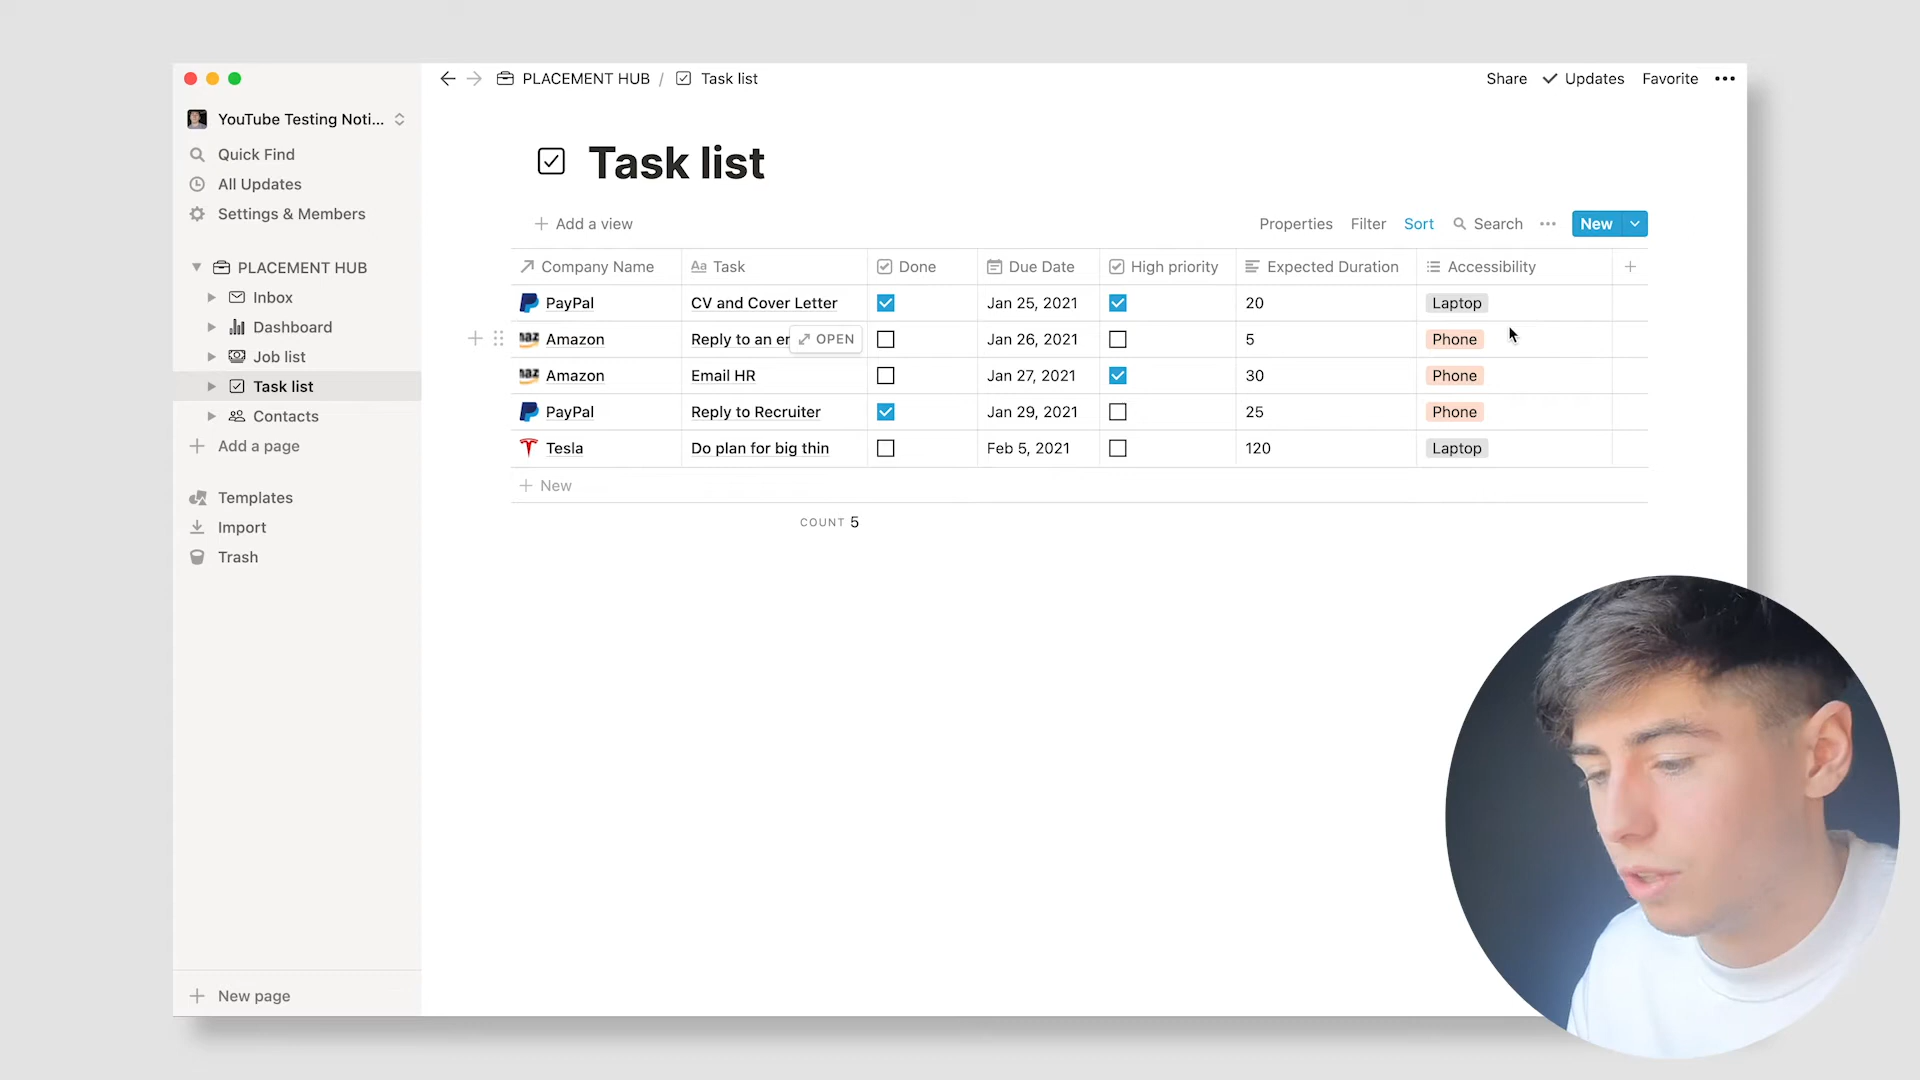 PLACEMENT HUB / Task list
Share Updates Favorite
YouTube Testing Noti...
Quick Find
All Updates
Settings & Members
PLACEMENT HUB
Inbox
Dashboard
Job list
Task list
Contacts
Add a page
Templates
Import
Trash
New page
Task list
Add a view
Properties Filter Sort Search New
Company Name Aa Task Done Due Date High priority Expected Duration Accessibility
PayPal CV and Cover Letter Jan 25, 2021 20 Laptop
Amazon Reply to an OPEN Jan 26, 2021 5 Phone
Amazon Email HR Jan 27, 2021 30 Phone
PayPal Reply to Recruiter Jan 29, 2021 25 Phone
Tesla Do plan for big thin Feb 5, 2021 120 Laptop
New
COUNT 5